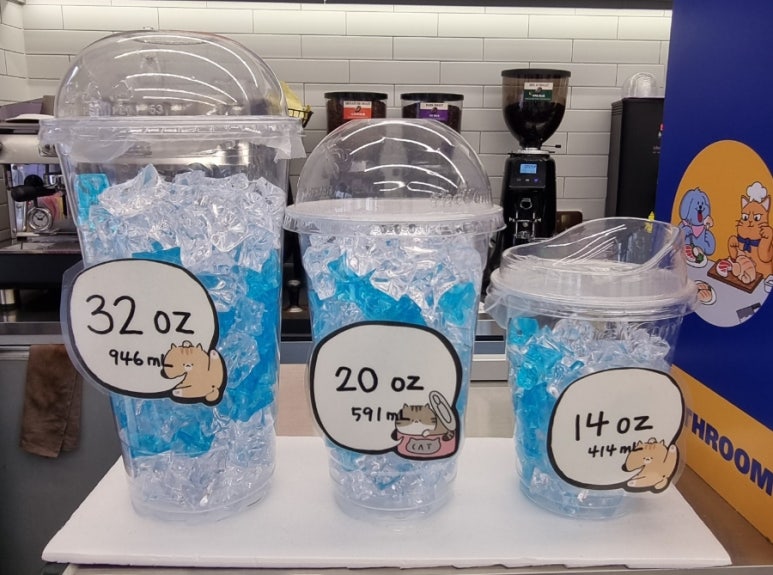 32 oz
946 mL
20 oz
591 mL
CAT
14 oz
414 mL
THROOM